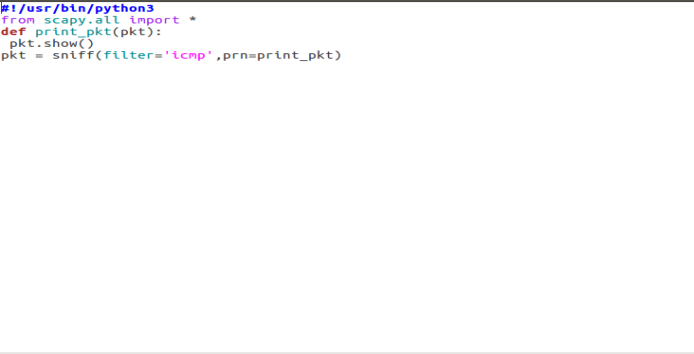 #!/usr/bin/python3
from scapy.all import *
def print_pkt(pkt):
 pkt.show()
pkt = sniff(filter='icmp',prn=print_pkt)